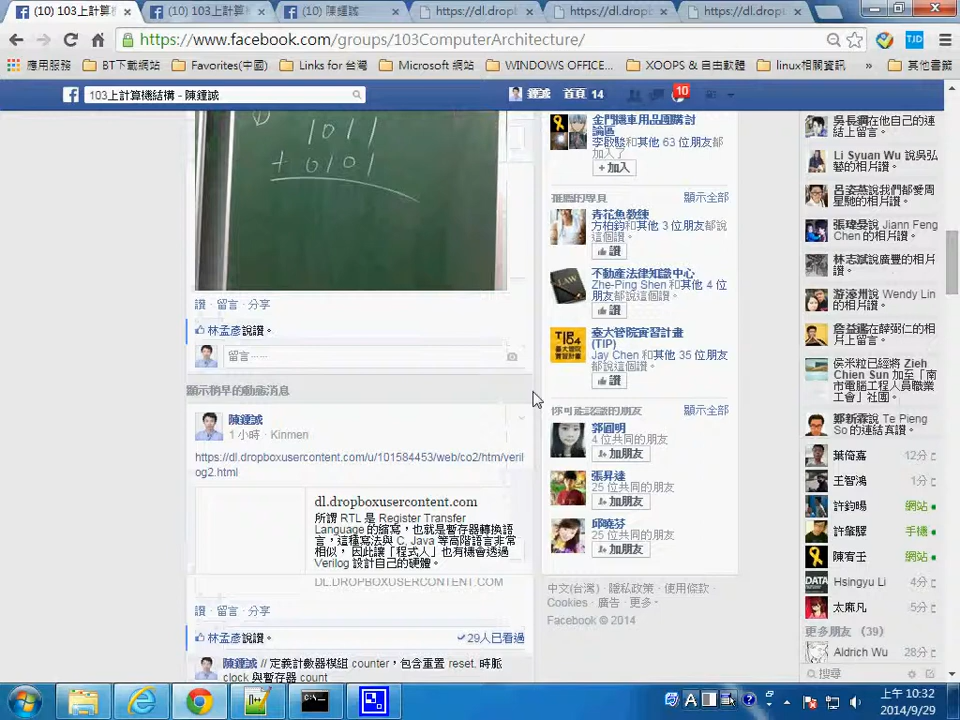 (10) 103上計算機
(10) 103上計算機
(10) 陳鍾誠
https://dl.dropb
https://dl.dropb
https://dl.dropb
https://www.facebook.com/groups/103ComputerArchitecture/
應用服務
BT下載網站
Favorites(中國)
Links for 台灣
Microsoft 網站
WINDOWS OFFICE...
XOOPS & 自由軟體
linux相關資訊
»
其他書籤
103上計算機結構 - 陳鍾誠
鍾誠
首頁 14
10
1011
+ 0101
讚 · 留言 · 分享
林孟彥說讚。
留言......
顯示稍早的動態消息
陳鍾誠
1 小時 · Kinmen
https://dl.dropboxusercontent.com/u/101584453/web/co2/htm/veril
og2.html
dl.dropboxusercontent.com
所謂 RTL 是 Register Transfer
Language 的縮寫，也就是暫存器轉換語
言，這種寫法與 C, Java 等高階語言非常
相似， 因此讓「程式人」也有機會透過
Verilog 設計自己的硬體。
DL.DROPBOXUSERCONTENT.COM
讚 · 留言 · 分享
林孟彥說讚。
29人已看過
陳鍾誠 // 定義計數器模組 counter，包含重置 reset. 時脈
clock 與暫存器 count
金門機車用品團購討
論區
李啟駿和其他 63 位朋友都
加入了
+ 加入
推薦的專頁
顯示全部
青花魚教練
方柏鈞和其他 3 位朋友都說
這個讚。
讚
不動產法律知識中心
Zhe-Ping Shen 和其他 4 位
朋友都說這個讚。
讚
臺大管院實習計畫
(TIP)
Jay Chen 和其他 35 位朋友
都說這個讚。
讚
你可能認識的朋友
顯示全部
郭圓明
4 位共同的朋友
加朋友
張昇達
25 位共同的朋友
加朋友
邱曉芬
25 位共同的朋友
加朋友
中文(台灣) · 隱私政策 · 使用條款 ·
Cookies · 廣告 · 更多
Facebook © 2014
吳長鋼在他自己的連
結上留言。
Li Syuan Wu 說吳弘
藝的相片讚。
呂姿燕說我們都愛周
星馳的相片讚。
張瑋晏說 Jiann Feng
Chen 的相片讚。
林志斌說廣豐的相片
讚。
游濠州說 Wendy Lin
的相片讚。
詹益鑑在薛弼仁的相
片讚。
侯米粒已經將 Zieh
Chien Sun 加至「南
市電腦工程人員職業
工會」社團。
鄭新霖說 Te Pieng
So 的連結真讚。
葉倚嘉
12分
王智鴻
1分
許鈞暘
網站
許肇驛
手機
陳宥壬
網站
Hsingyu Li
4分
太麻凡
5分
更多朋友 (39)
Aldrich Wu
28分
搜尋
上午 10:32
2014/9/29